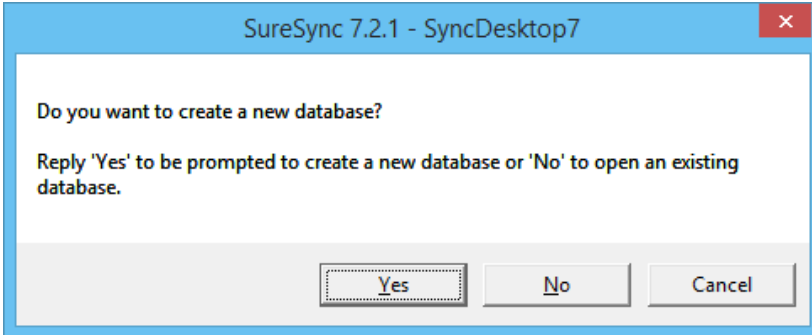 SureSync 7.2.1 - SyncDesktop7
Do you want to create a new database?
Reply 'Yes' to be prompted to create a new database or 'No' to open an existing
database.
Yes
No
Cancel